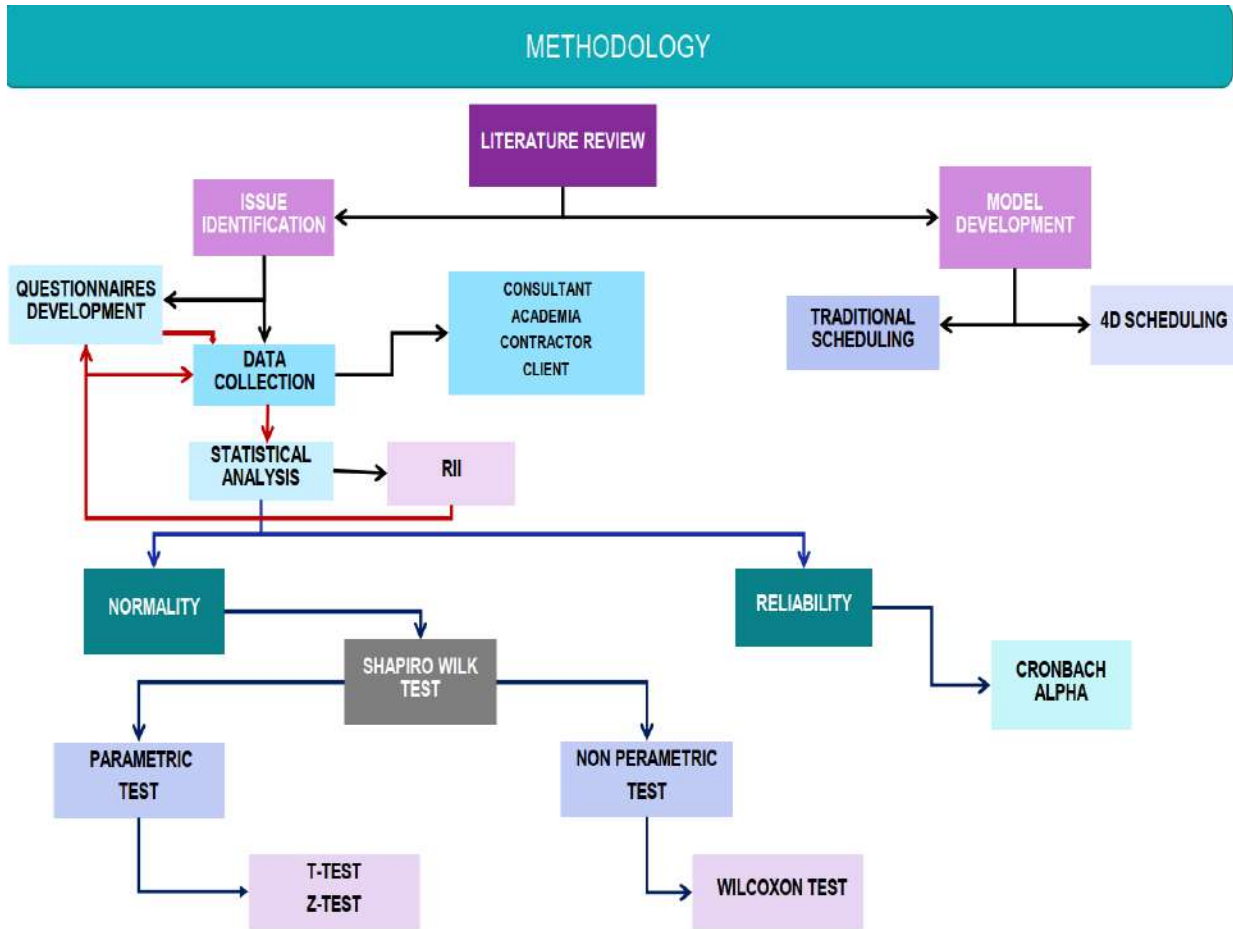 METHODOLOGY
LITERATURE REVIEW
ISSUE
IDENTIFICATION
MODEL
DEVELOPMENT
QUESTIONNAIRES
DEVELOPMENT
CONSULTANT
ACADEMIA
CONTRACTOR
CLIENT
TRADITIONAL
SCHEDULING
4D SCHEDULING
DATA
COLLECTION
STATISTICAL
ANALYSIS
RII
NORMALITY
RELIABILITY
SHAPIRO WILK
TEST
CRONBACH
ALPHA
PARAMETRIC
TEST
NON PERAMETRIC
TEST
T-TEST
Z-TEST
WILCOXON TEST